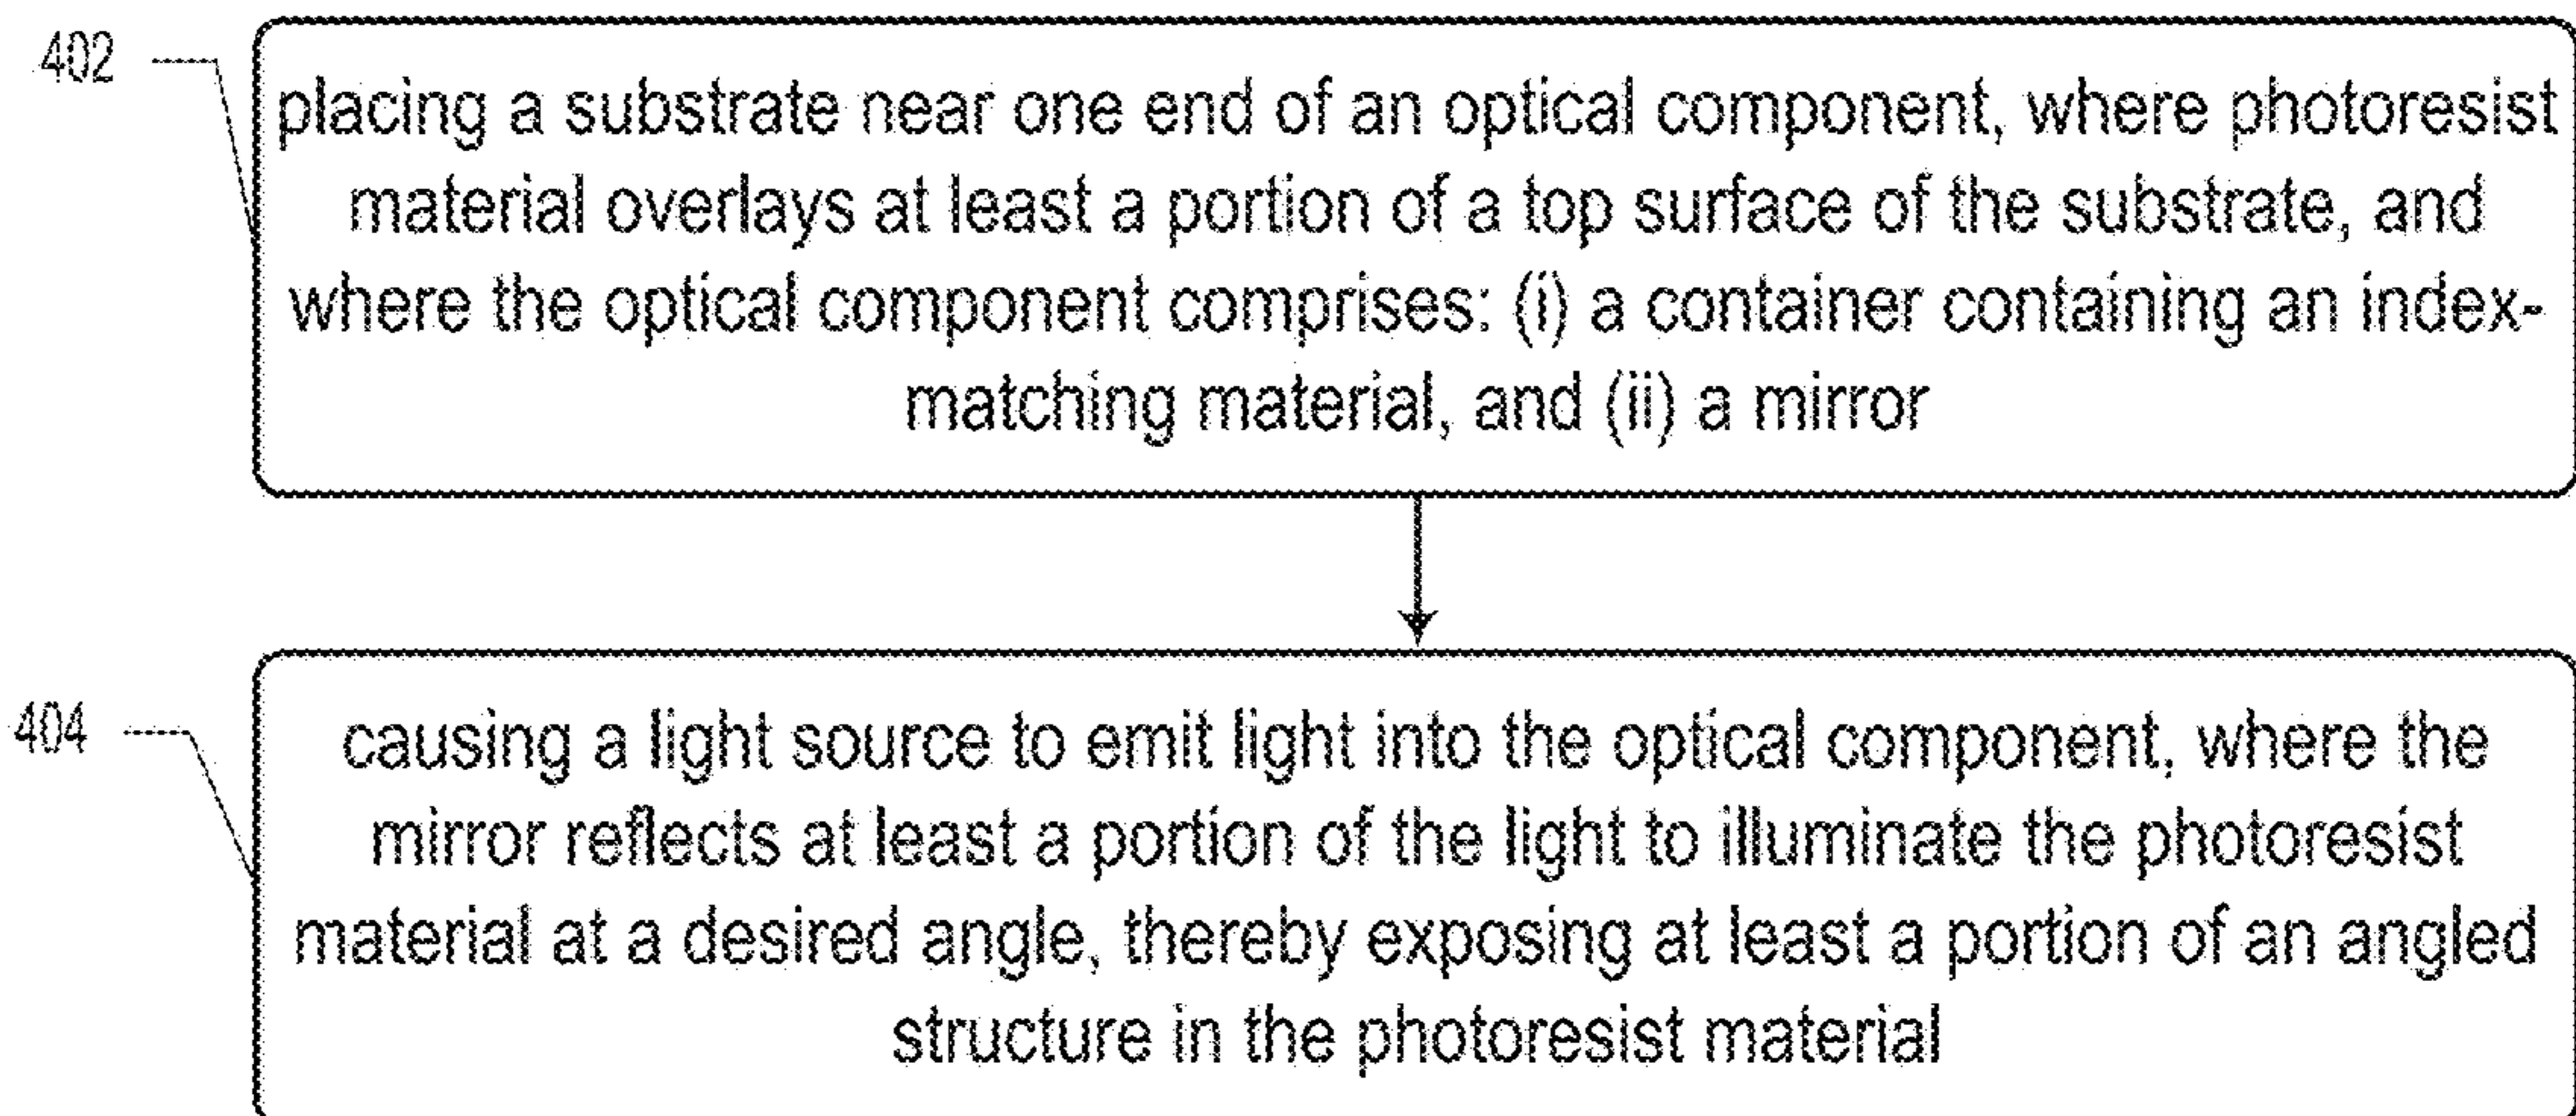 402
placing a substrate near one end of an optical component, where photoresist
material overlays at least a portion of a top surface of the substrate, and
where the optical component comprises: (i) a container containing an index-
matching material, and (ii) a mirror
404
causing a light source to emit light into the optical component, where the
mirror reflects at least a portion of the light to illuminate the photoresist
material at a desired angle, thereby exposing at least a portion of an angled
structure in the photoresist material